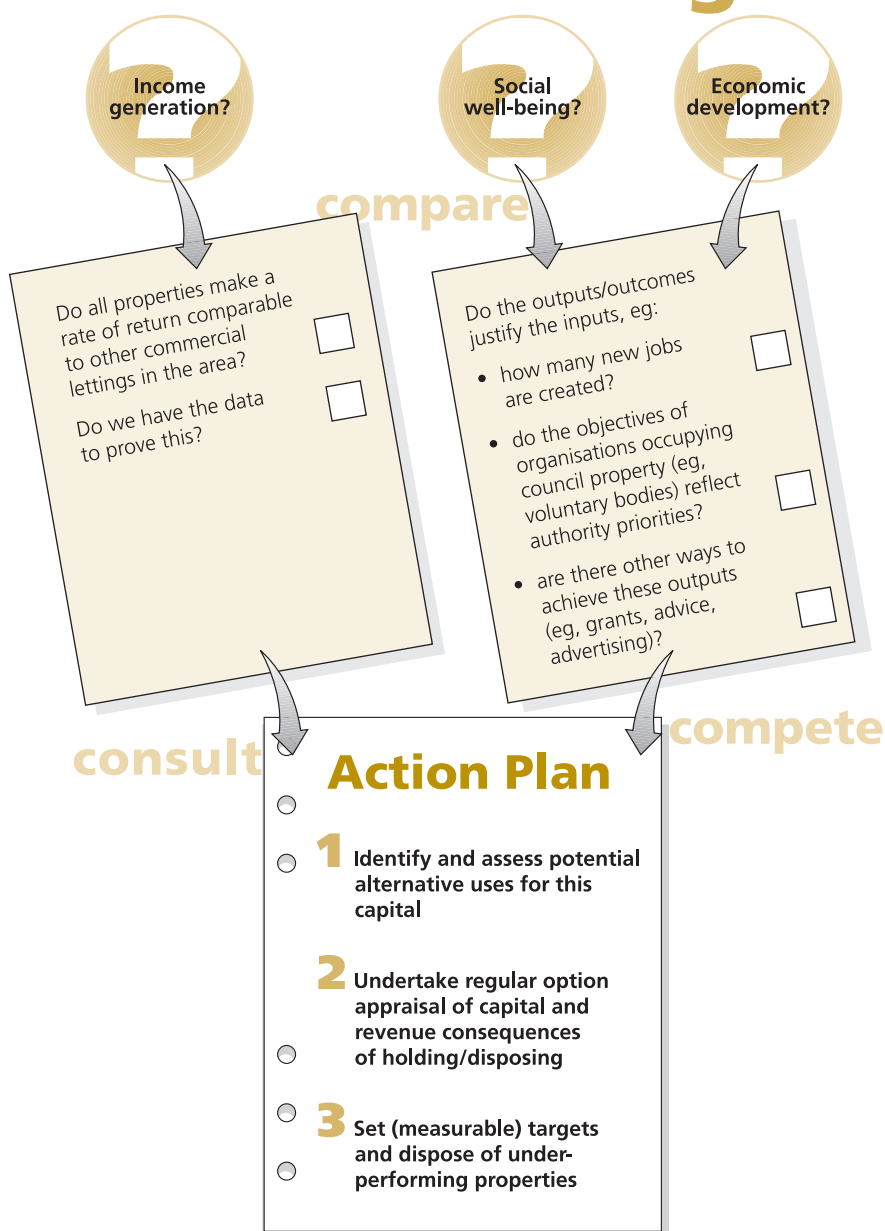 Income
generation?
Social
well-being?
Economic
development?
compare
Do all properties make a
rate of return comparable
to other commercial
lettings in the area?
Do we have the data
to prove this?
Do the outputs/outcomes
justify the inputs, eg:
• how many new jobs
are created?
• do the objectives of
organisations occupying
council property (eg,
voluntary bodies) reflect
authority priorities?
• are there other ways to
achieve these outputs
(eg, grants, advice,
advertising)?
consult
compete
Action Plan
1 Identify and assess potential
alternative uses for this
capital
2 Undertake regular option
appraisal of capital and
revenue consequences
of holding/disposing
3 Set (measurable) targets
and dispose of under-
performing properties